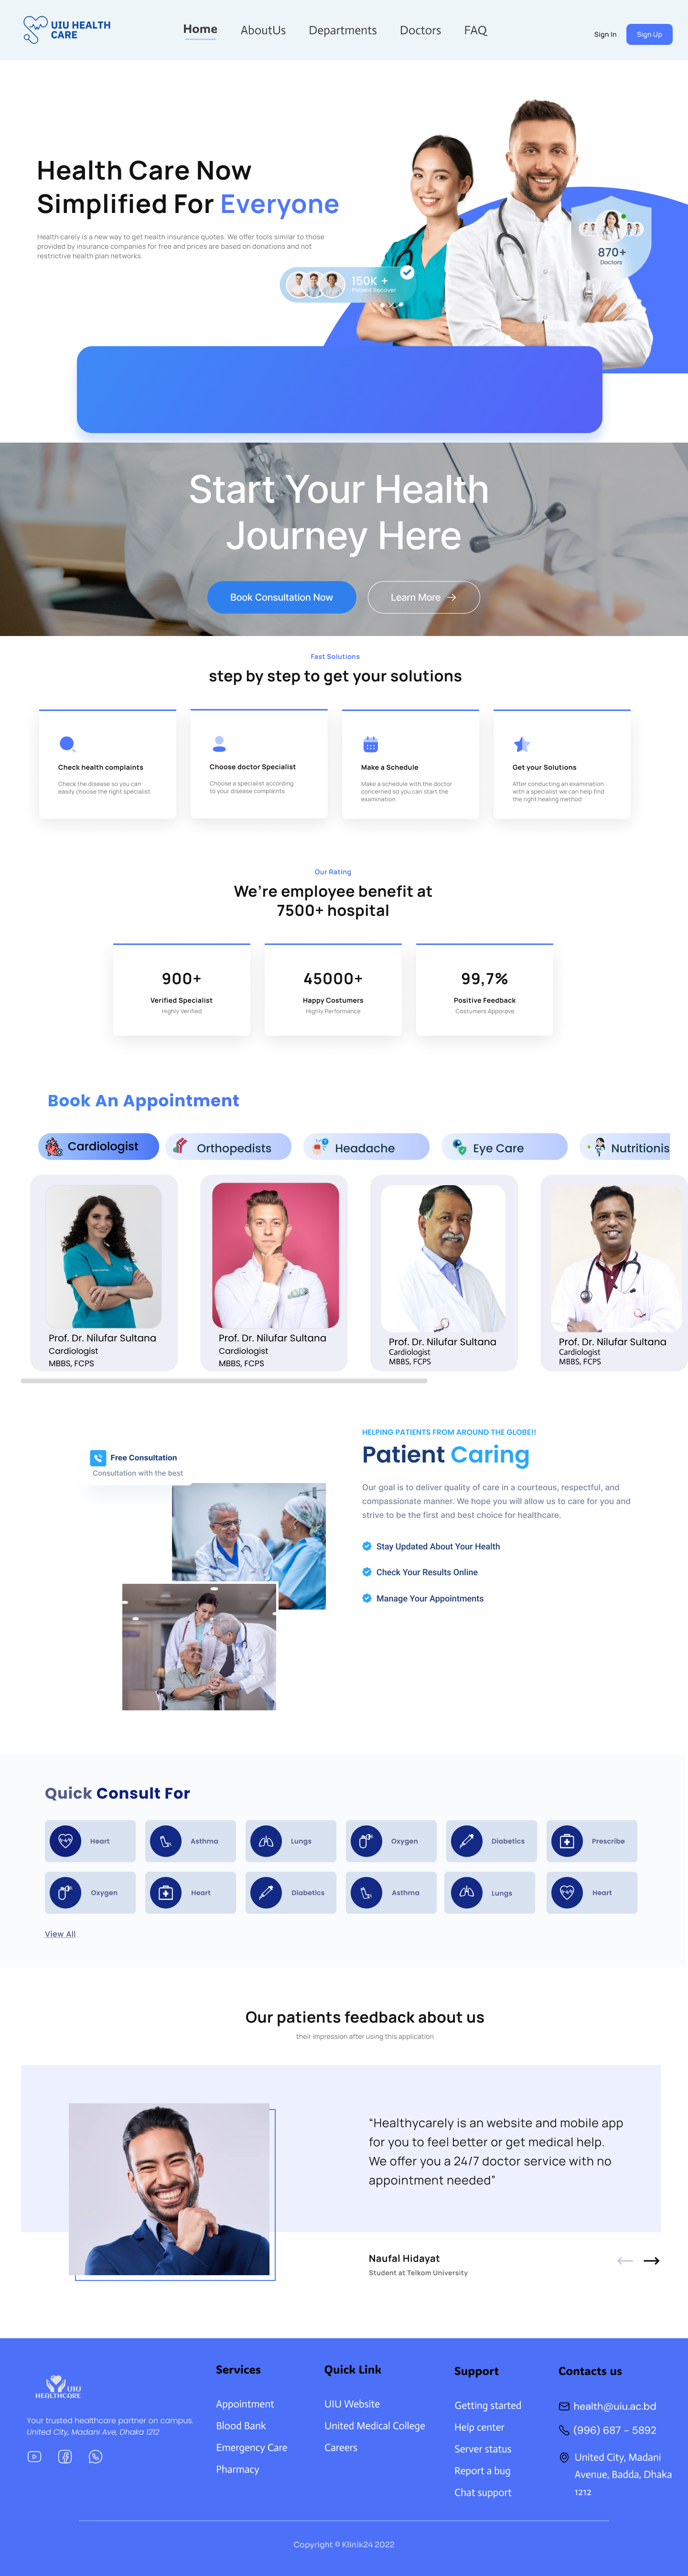 UIU HEALTH
CARE
Home
AboutUs
Departments
Doctors
FAQ
Sign In
Sign Up
Health Care Now
Simplified For Everyone
Health carely is a new way to get health insurance quotes. We offer tools similar to those
provided by insurance companies for free and prices are based on donations and not
restrictive health plan networks.
150K +
Patient Recover
870+
Doctors
Start Your Health
Journey Here
Book Consultation Now
Learn More
Fast Solutions
step by step to get your solutions
Check health complaints
Check the disease so you can
easily choose the right specialist
Choose doctor Specialist
Choose a specialist according
to your disease complaints
Make a Schedule
Make a schedule with the doctor
concerned so you can start the
examination
Get your Solutions
After conducting an examination
with a specialist we can help find
the right healing method
Our Rating
We’re employee benefit at
7500+ hospital
900+
Verified Specialist
Highly Verified
45000+
Happy Costumers
Highly Performance
99,7%
Positive Feedback
Costumers Apporove
Book An Appointment
Cardiologist
Orthopedists
Headache
Eye Care
Nutritionis
Prof. Dr. Nilufar Sultana
Cardiologist
MBBS, FCPS
Prof. Dr. Nilufar Sultana
Cardiologist
MBBS, FCPS
Prof. Dr. Nilufar Sultana
Cardiologist
MBBS, FCPS
Prof. Dr. Nilufar Sultana
Cardiologist
MBBS, FCPS
Free Consultation
Consultation with the best
HELPING PATIENTS FROM AROUND THE GLOBE!!
Patient Caring
Our goal is to deliver quality of care in a courteous, respectful, and
compassionate manner. We hope you will allow us to care for you and
strive to be the first and best choice for healthcare.
Stay Updated About Your Health
Check Your Results Online
Manage Your Appointments
Quick Consult For
Heart
Asthma
Lungs
Oxygen
Diabetics
Prescribe
Oxygen
Heart
Diabetics
Asthma
Lungs
Heart
View All
Our patients feedback about us
their impression after using this application
“Healthycarely is an website and mobile app
for you to feel better or get medical help.
We offer you a 24/7 doctor service with no
appointment needed”
Naufal Hidayat
Student at Telkom University
UIU
HEALTHCARE
Your trusted healthcare partner on campus.
United City, Madani Ave, Dhaka 1212
Services
Appointment
Blood Bank
Emergency Care
Pharmacy
Quick Link
UIU Website
United Medical College
Careers
Support
Getting started
Help center
Server status
Report a bug
Chat support
Contacts us
health@uiu.ac.bd
(996) 687 - 5892
United City, Madani
Avenue, Badda, Dhaka
1212
Copyright © Klinik24 2022